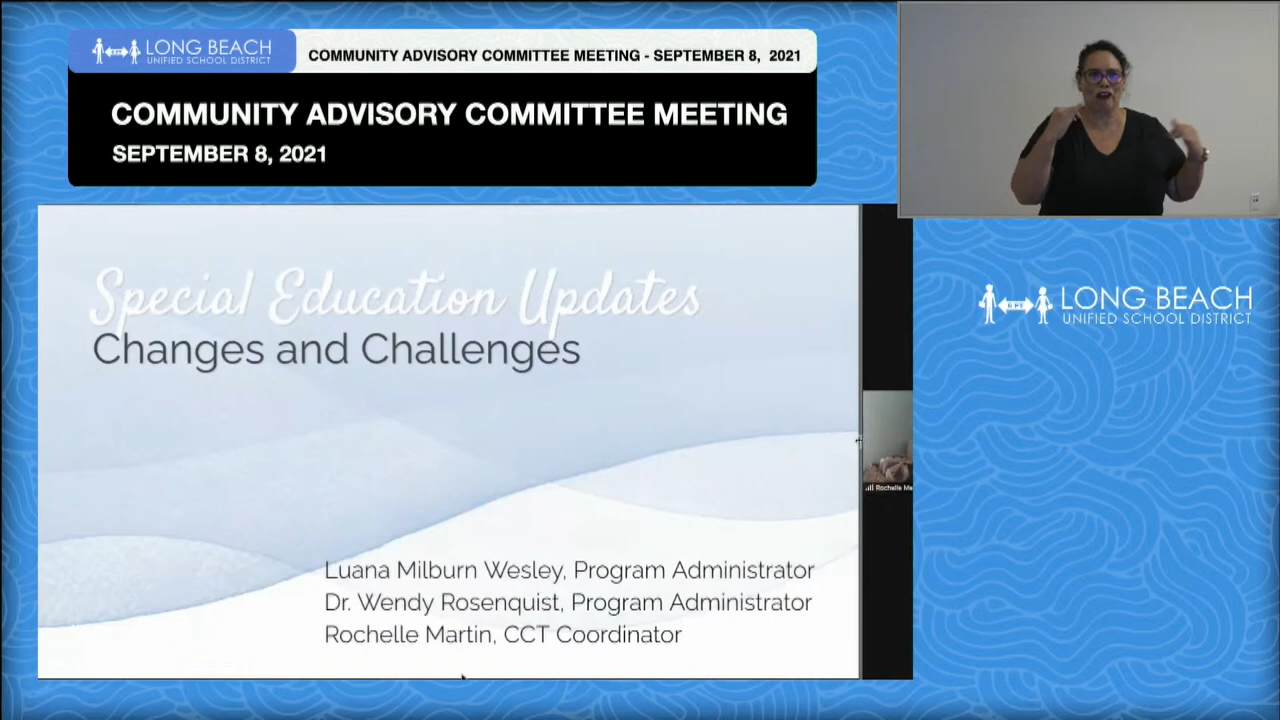 LONG BEACH
UNIFIED SCHOOL DISTRICT
COMMUNITY ADVISORY COMMITTEE MEETING - SEPTEMBER 8, 2021
COMMUNITY ADVISORY COMMITTEE MEETING
SEPTEMBER 8, 2021
Special Education Updates
Changes and Challenges
LONG BEACH
UNIFIED SCHOOL DISTRICT
Rochelle Ma
Luana Milburn Wesley, Program Administrator
Dr. Wendy Rosenquist, Program Administrator
Rochelle Martin, CCT Coordinator